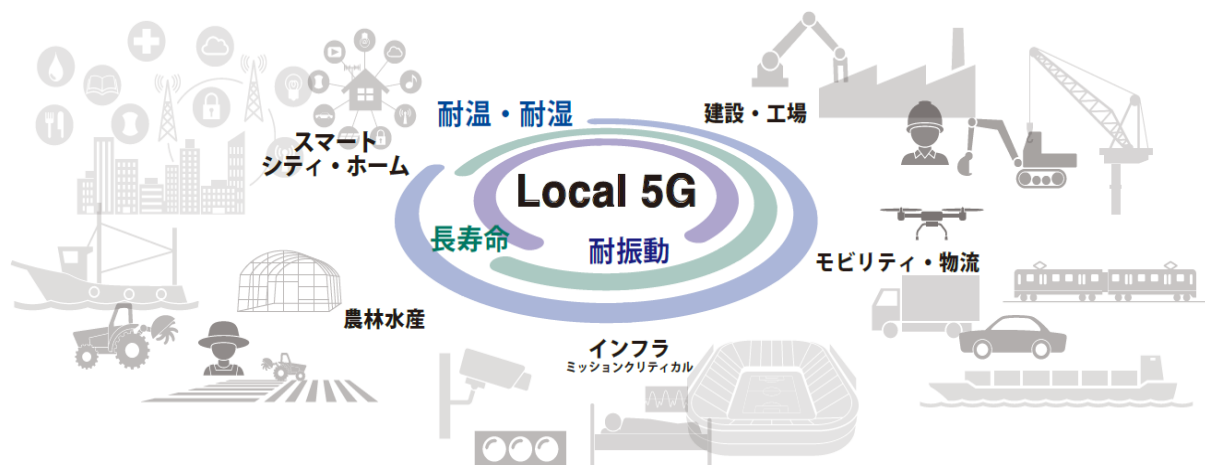 耐温・耐湿
建設・工場
スマート
シティ・ホーム
Local 5G
長寿命
耐振動
モビリティ・物流
農林水産
インフラ
ミッションクリティカル